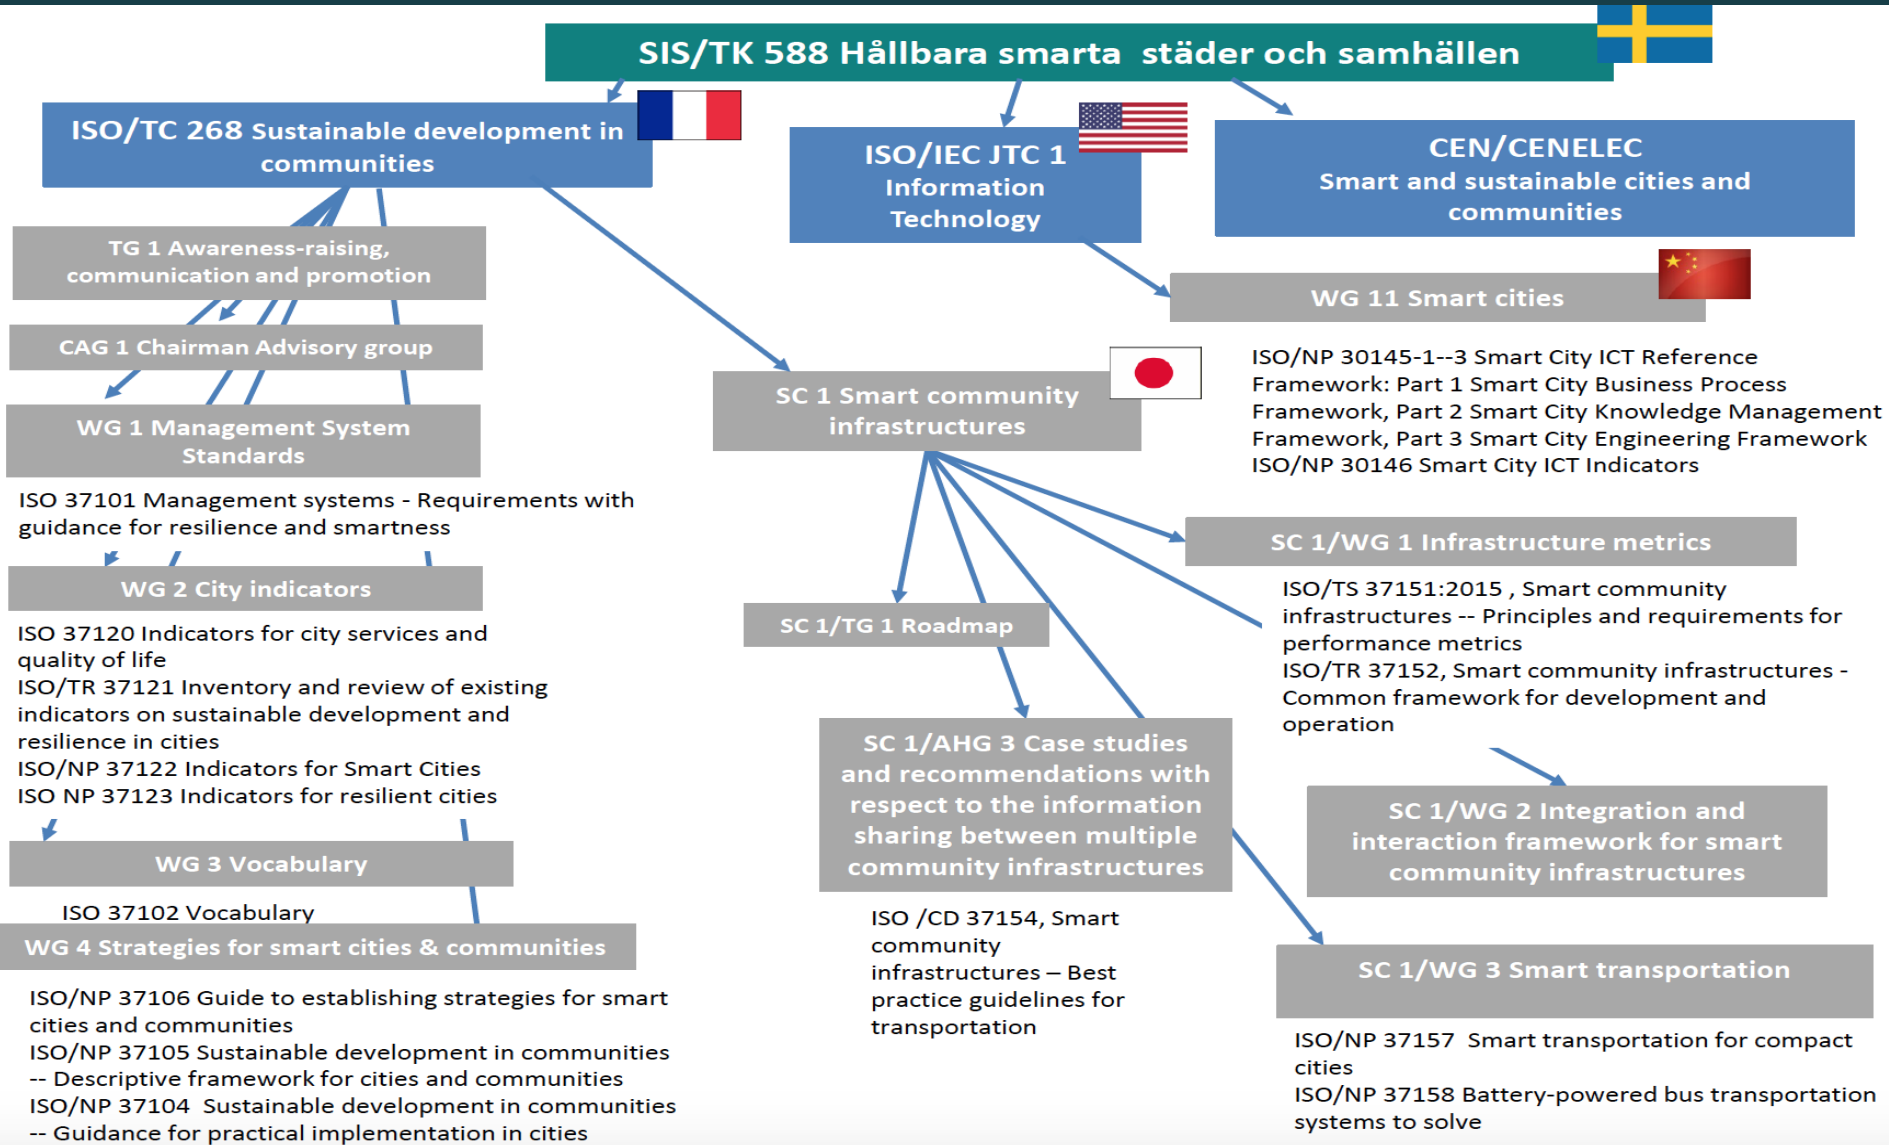 SIS/TK 588 Hållbara smarta städer och samhällen
ISO/TC 268 Sustainable development in
communities
ISO/IEC JTC 1
Information
Technology
CEN/CENELEC
Smart and sustainable cities and
communities
TG 1 Awareness-raising,
communication and promotion
CAG 1 Chairman Advisory group
WG 1 Management System
Standards
ISO 37101 Management systems - Requirements with
guidance for resilience and smartness
WG 2 City indicators
ISO 37120 Indicators for city services and
quality of life
ISO/TR 37121 Inventory and review of existing
indicators on sustainable development and
resilience in cities
ISO/NP 37122 Indicators for Smart Cities
ISO NP 37123 Indicators for resilient cities
WG 3 Vocabulary
ISO 37102 Vocabulary
WG 4 Strategies for smart cities & communities
ISO/NP 37106 Guide to establishing strategies for smart
cities and communities
ISO/NP 37105 Sustainable development in communities
-- Descriptive framework for cities and communities
ISO/NP 37104 Sustainable development in communities
-- Guidance for practical implementation in cities
SC 1 Smart community
infrastructures
SC 1/TG 1 Roadmap
SC 1/AHG 3 Case studies
and recommendations with
respect to the information
sharing between multiple
community infrastructures
ISO /CD 37154, Smart
community
infrastructures – Best
practice guidelines for
transportation
WG 11 Smart cities
ISO/NP 30145-1--3 Smart City ICT Reference
Framework: Part 1 Smart City Business Process
Framework, Part 2 Smart City Knowledge Management
Framework, Part 3 Smart City Engineering Framework
ISO/NP 30146 Smart City ICT Indicators
SC 1/WG 1 Infrastructure metrics
ISO/TS 37151:2015 , Smart community
infrastructures -- Principles and requirements for
performance metrics
ISO/TR 37152, Smart community infrastructures -
Common framework for development and
operation
SC 1/WG 2 Integration and
interaction framework for smart
community infrastructures
SC 1/WG 3 Smart transportation
ISO/NP 37157 Smart transportation for compact
cities
ISO/NP 37158 Battery-powered bus transportation
systems to solve